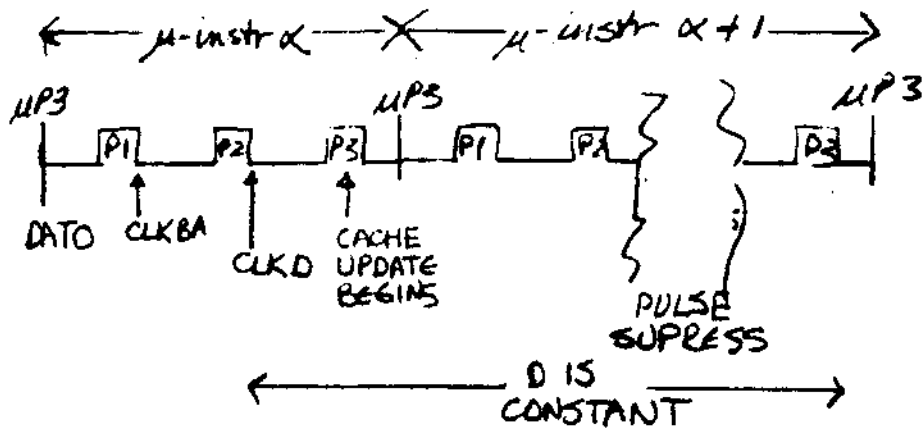 μ-instr α μ-instr α+1
μP3 μP3 μP3
P1 P2 P3 P1 P2 P3
DATO CLKBA CLKD CACHE
UPDATE
BEGINS
PULSE
SUPRESS
D IS
CONSTANT